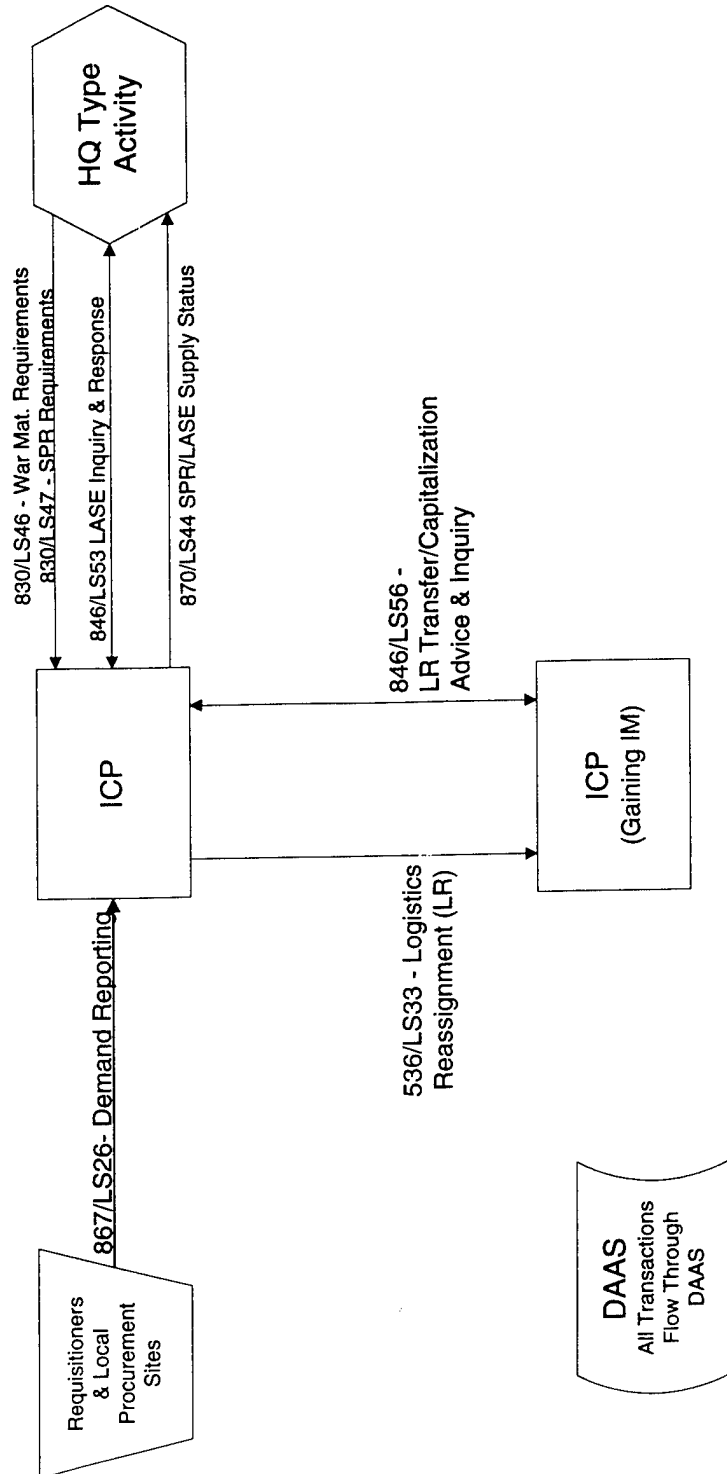 Requisitioners
& Local
Procurement
Sites
867/LS26- Demand Reporting
ICP
830/LS46 - War Mat. Requirements
830/LS47 - SPR Requirements
846/LS53 LASE Inquiry & Response
870/LS44 SPR/LASE Supply Status
HQ Type
Activity
536/LS33 - Logistics
Reassignment (LR)
846/LS56 -
LR Transfer/Capitalization
Advice & Inquiry
ICP
(Gaining IM)
DAAS
All Transactions
Flow Through
DAAS